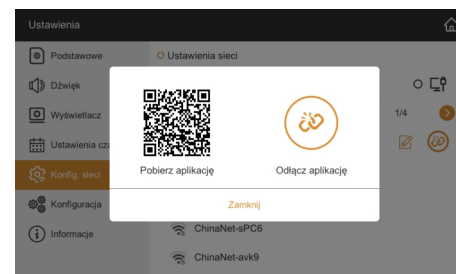 Ustawienia
Podstawowe
Ustawienia sieci
Dźwięk
Wyświetlacz
1/4
Ustawienia cza
Konfig. sieci
Konfiguracja
Informacje
Pobierz aplikację
Odłącz aplikację
Zamknij
ChinaNet-sPC6
ChinaNet-avk9